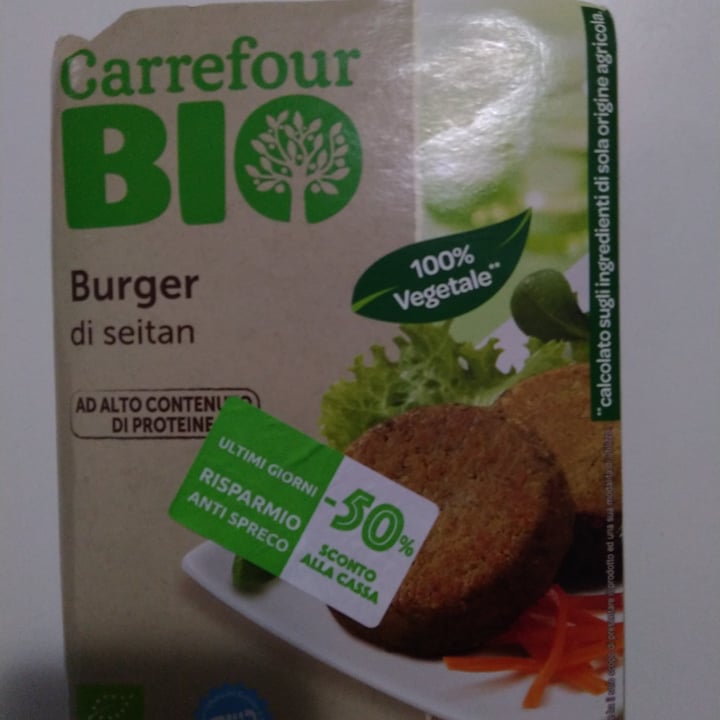 Carrefour
BIO
100%
Vegetale**
Burger
di seitan
AD ALTO CONTENUTO
DI PROTEINE
ULTIMI GIORNI
RISPARMIO
ANTI SPRECO
-50%
SCONTO
ALLA CASSA
**calcolato sugli ingredienti di sola origine agricola.